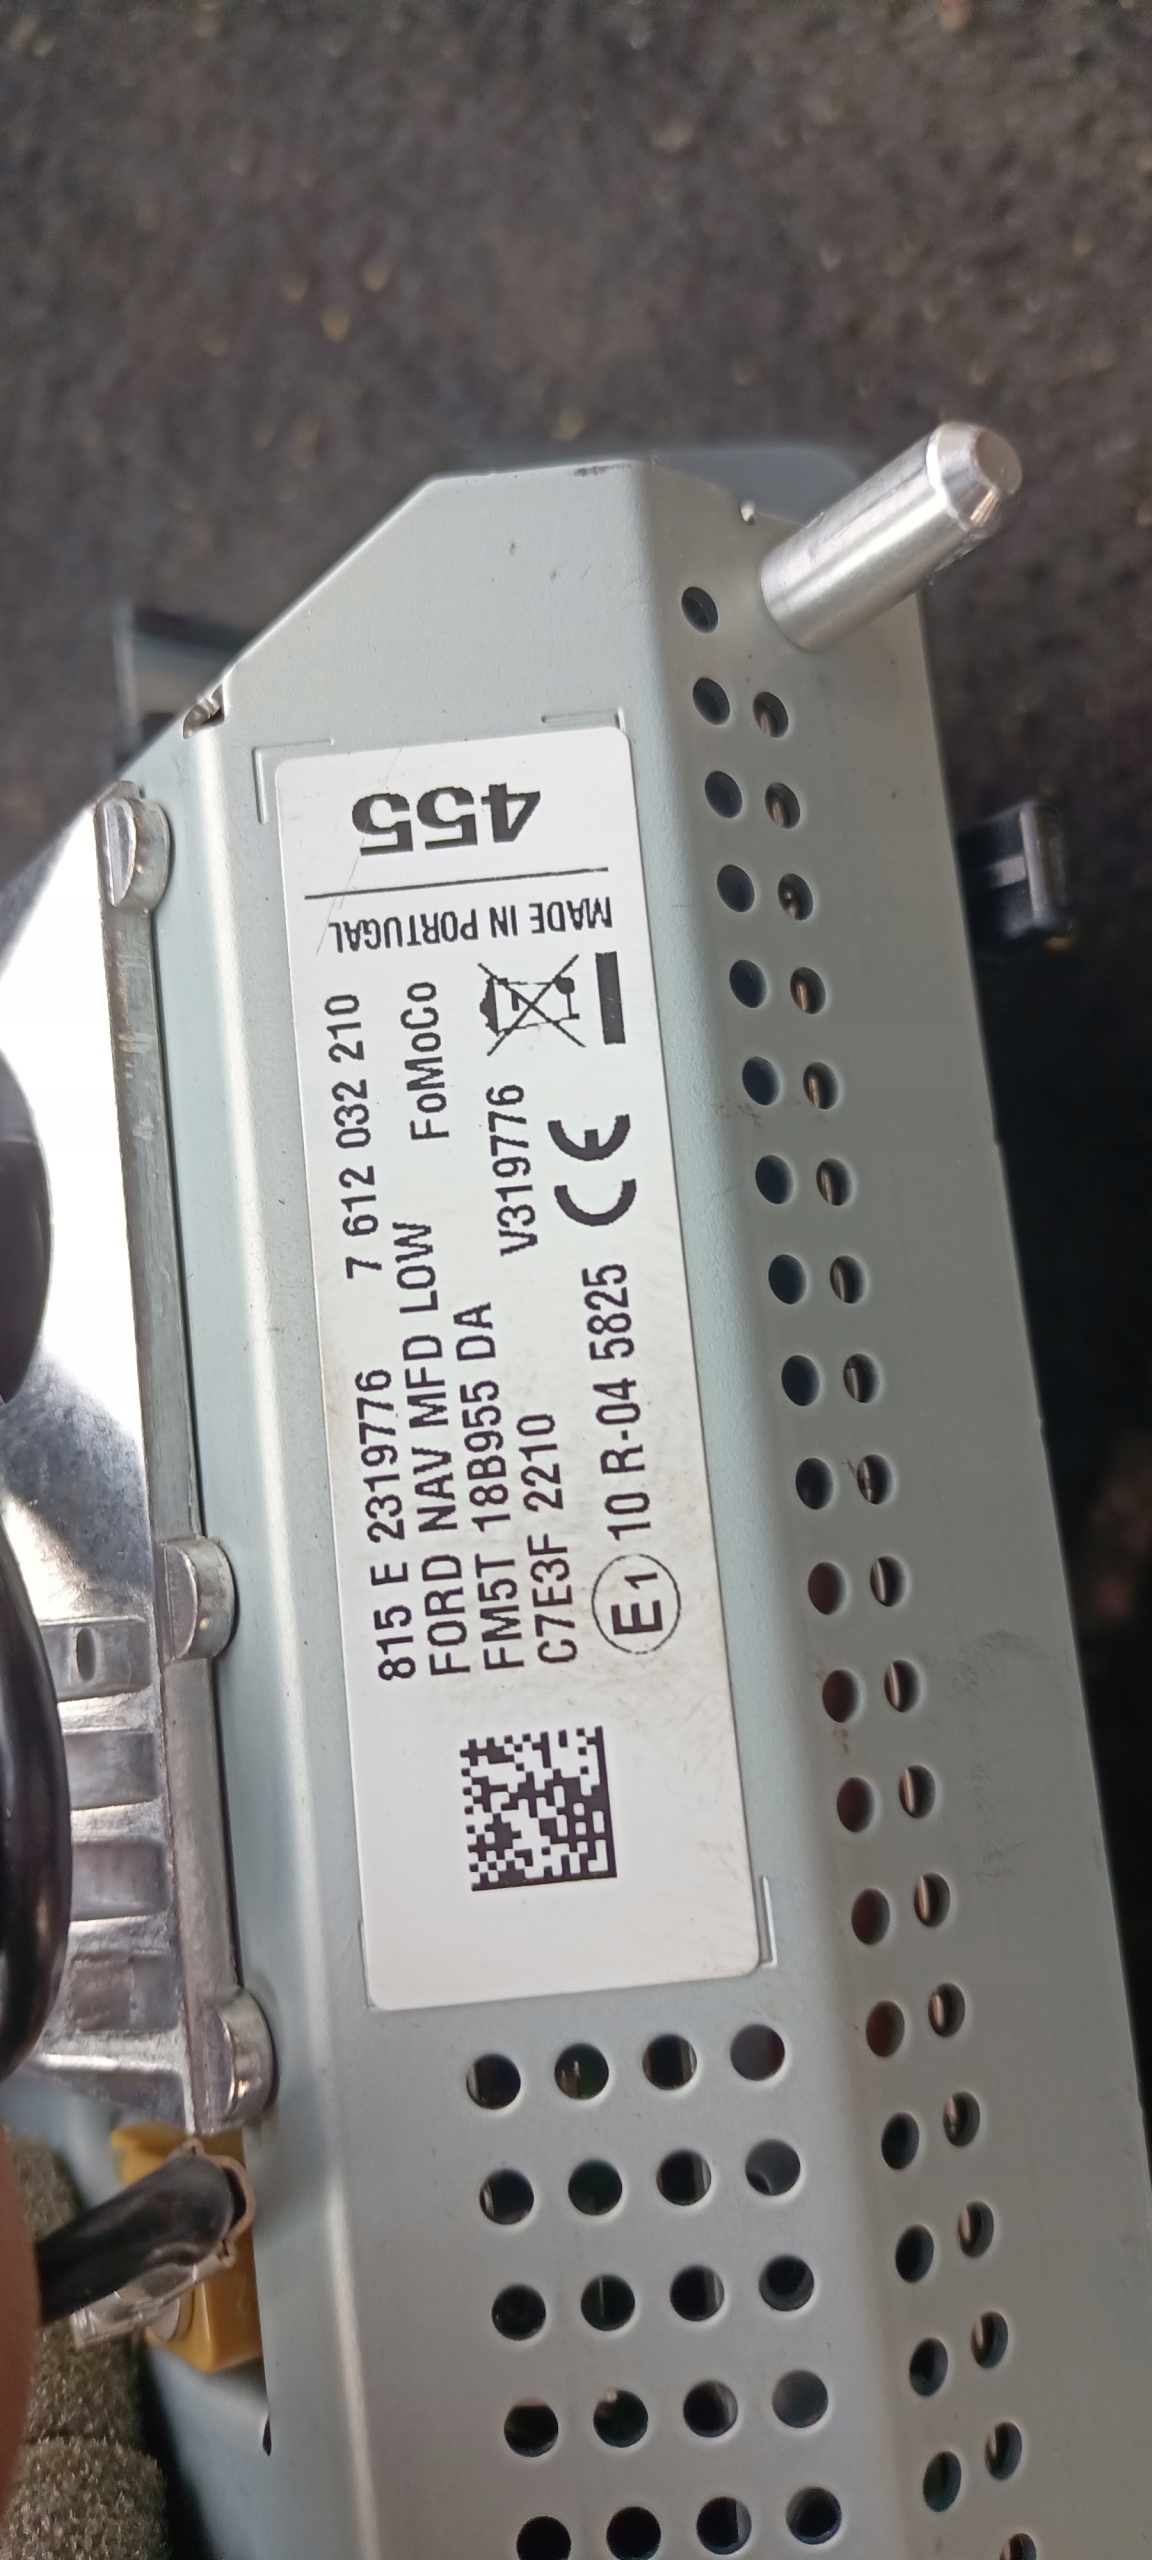 815 E 2319776 7 612 032 210
FORD NAV MFD LOW FoMoCo
FM5T 18B955 DA
C7E3F 2210 V319776
E1 10 R-04 5825 CE
MADE IN PORTUGAL
455